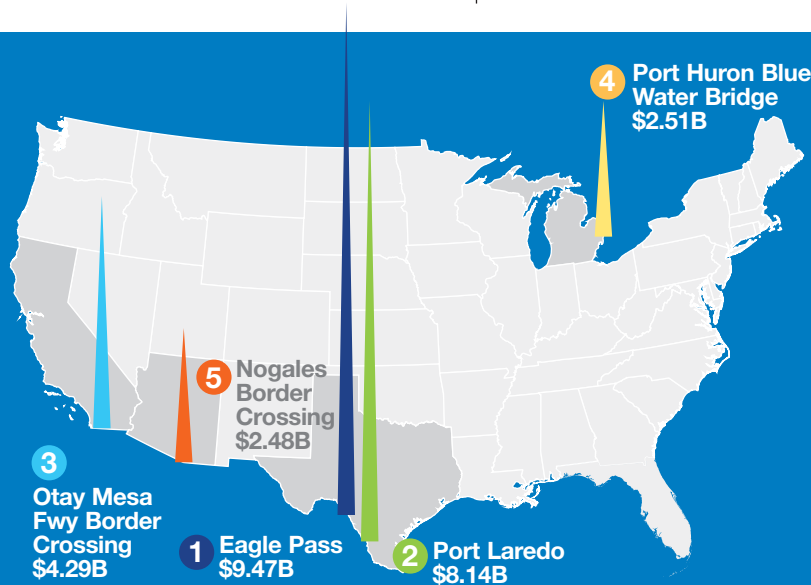 4
Port Huron Blue
Water Bridge
$2.51B
5
Nogales
Border
Crossing
$2.48B
3
Otay Mesa
Fwy Border
Crossing
$4.29B
1
Eagle Pass
$9.47B
2
Port Laredo
$8.14B